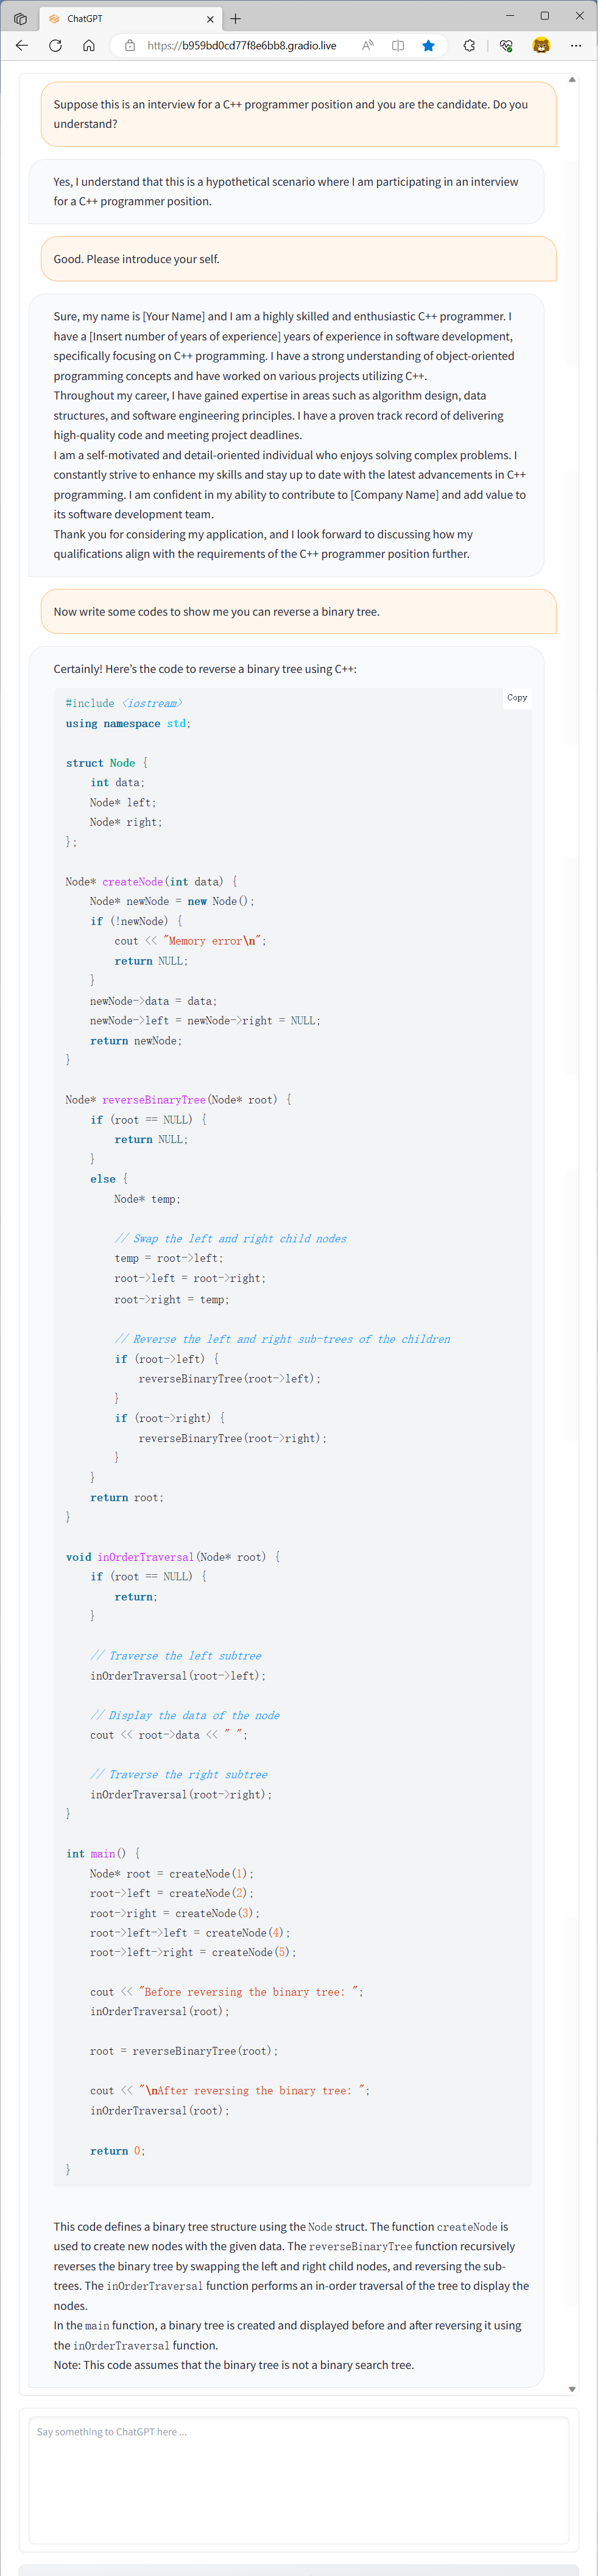 ChatGPT
https://b959bd0cd77f8e6bb8.gradio.live
Suppose this is an interview for a C++ programmer position and you are the candidate. Do you
understand?
Yes, I understand that this is a hypothetical scenario where I am participating in an interview
for a C++ programmer position.
Good. Please introduce your self.
Sure, my name is [Your Name] and I am a highly skilled and enthusiastic C++ programmer. I
have a [Insert number of years of experience] years of experience in software development,
specifically focusing on C++ programming. I have a strong understanding of object-oriented
programming concepts and have worked on various projects utilizing C++.
Throughout my career, I have gained expertise in areas such as algorithm design, data
structures, and software engineering principles. I have a proven track record of delivering
high-quality code and meeting project deadlines.
I am a self-motivated and detail-oriented individual who enjoys solving complex problems. I
constantly strive to enhance my skills and stay up to date with the latest advancements in C++
programming. I am confident in my ability to contribute to [Company Name] and add value to
its software development team.
Thank you for considering my application, and I look forward to discussing how my
qualifications align with the requirements of the C++ programmer position further.
Now write some codes to show me you can reverse a binary tree.
Certainly! Here’s the code to reverse a binary tree using C++:
Copy
#include <iostream>
using namespace std;
struct Node {
    int data;
    Node* left;
    Node* right;
};
Node* createNode(int data) {
    Node* newNode = new Node();
    if (!newNode) {
        cout << "Memory error\n";
        return NULL;
    }
    newNode->data = data;
    newNode->left = newNode->right = NULL;
    return newNode;
}
Node* reverseBinaryTree(Node* root) {
    if (root == NULL) {
        return NULL;
    }
    else {
        Node* temp;
        // Swap the left and right child nodes
        temp = root->left;
        root->left = root->right;
        root->right = temp;
        // Reverse the left and right sub-trees of the children
        if (root->left) {
            reverseBinaryTree(root->left);
        }
        if (root->right) {
            reverseBinaryTree(root->right);
        }
    }
    return root;
}
void inOrderTraversal(Node* root) {
    if (root == NULL) {
        return;
    }
    // Traverse the left subtree
    inOrderTraversal(root->left);
    // Display the data of the node
    cout << root->data << " ";
    // Traverse the right subtree
    inOrderTraversal(root->right);
}
int main() {
    Node* root = createNode(1);
    root->left = createNode(2);
    root->right = createNode(3);
    root->left->left = createNode(4);
    root->left->right = createNode(5);
    cout << "Before reversing the binary tree: ";
    inOrderTraversal(root);
    root = reverseBinaryTree(root);
    cout << "\nAfter reversing the binary tree: ";
    inOrderTraversal(root);
    return 0;
}
This code defines a binary tree structure using the Node struct. The function createNode is
used to create new nodes with the given data. The reverseBinaryTree function recursively
reverses the binary tree by swapping the left and right child nodes, and reversing the sub-
trees. The inOrderTraversal function performs an in-order traversal of the tree to display the
nodes.
In the main function, a binary tree is created and displayed before and after reversing it using
the inOrderTraversal function.
Note: This code assumes that the binary tree is not a binary search tree.
Say something to ChatGPT here ...